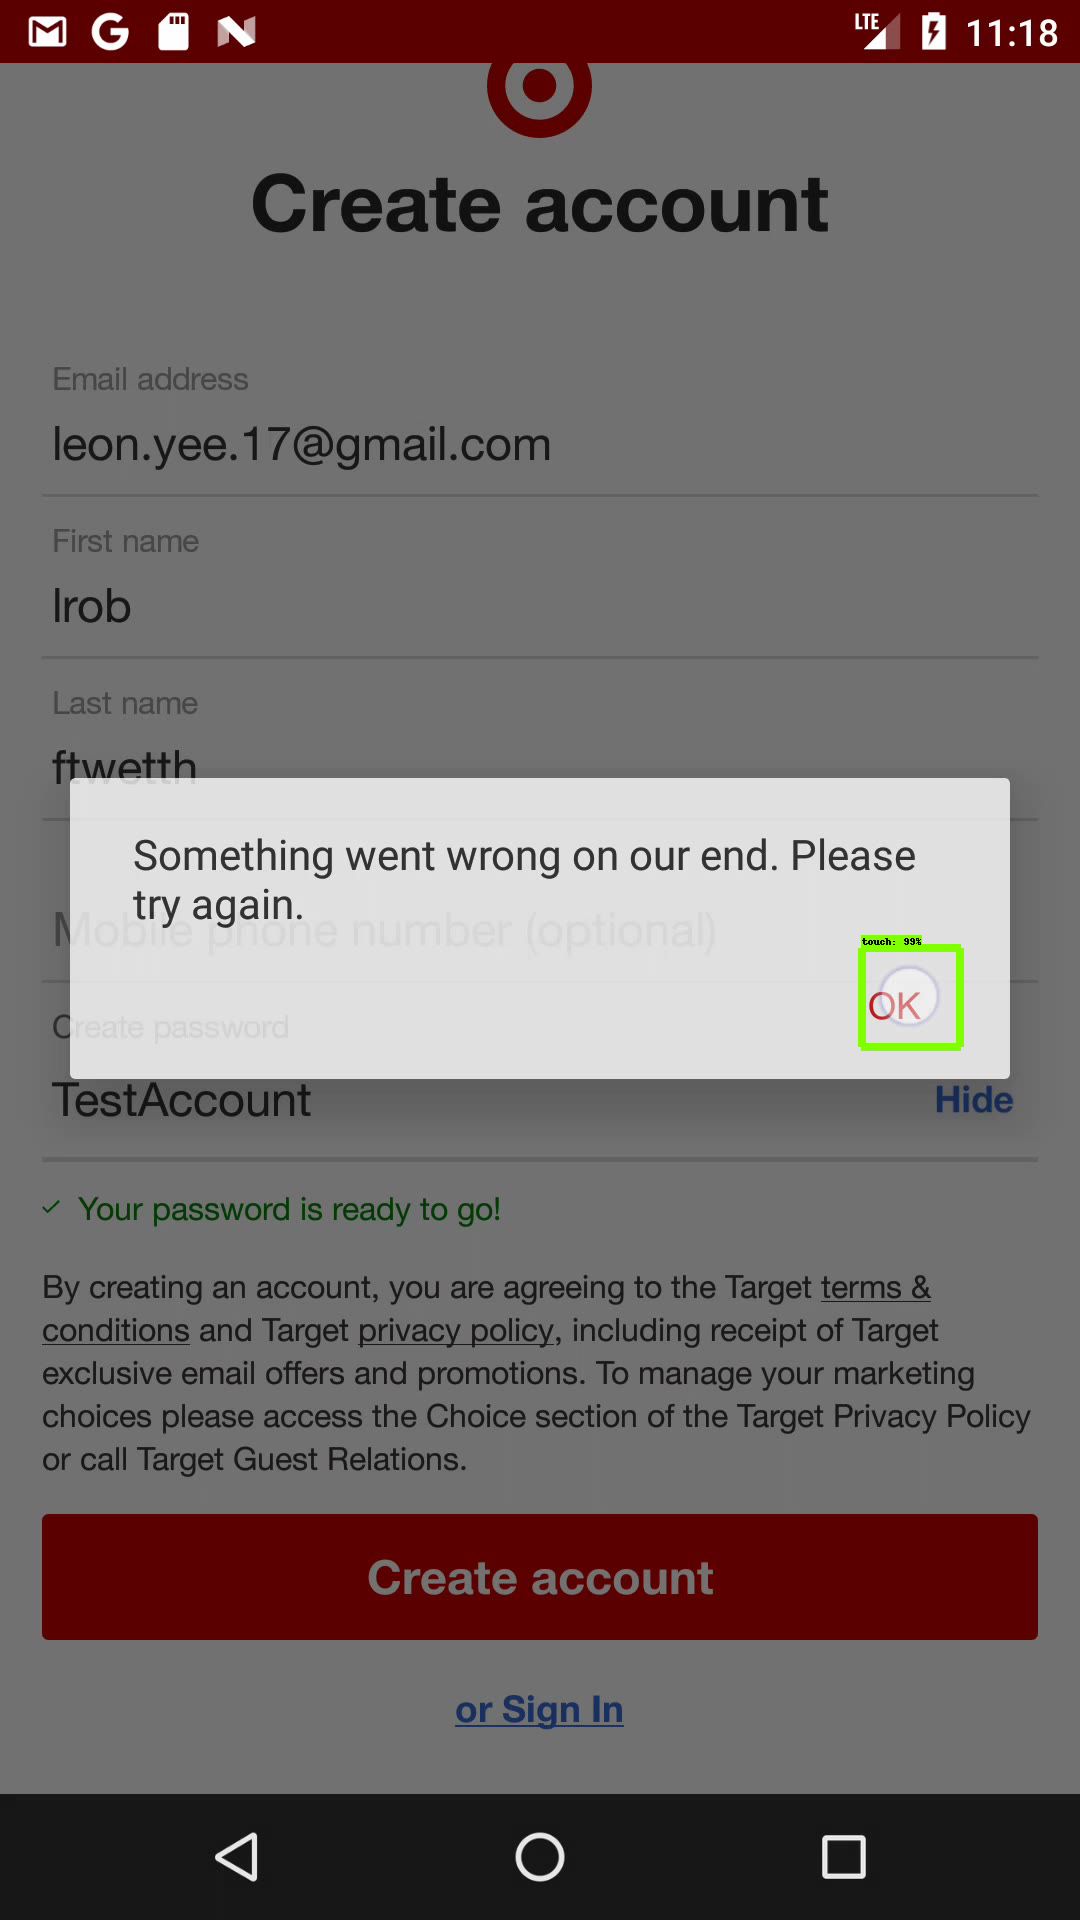 LTE 11:18
Create account
Email address
leon.yee.17@gmail.com
First name
lrob
Last name
ftwetth
Something went wrong on our end. Please
try again.
Mobile phone number (optional)
touch: 99%
OK
Create password
TestAccount
Hide
Your password is ready to go!
By creating an account, you are agreeing to the Target terms &
conditions and Target privacy policy, including receipt of Target
exclusive email offers and promotions. To manage your marketing
choices please access the Choice section of the Target Privacy Policy
or call Target Guest Relations.
Create account
or Sign In